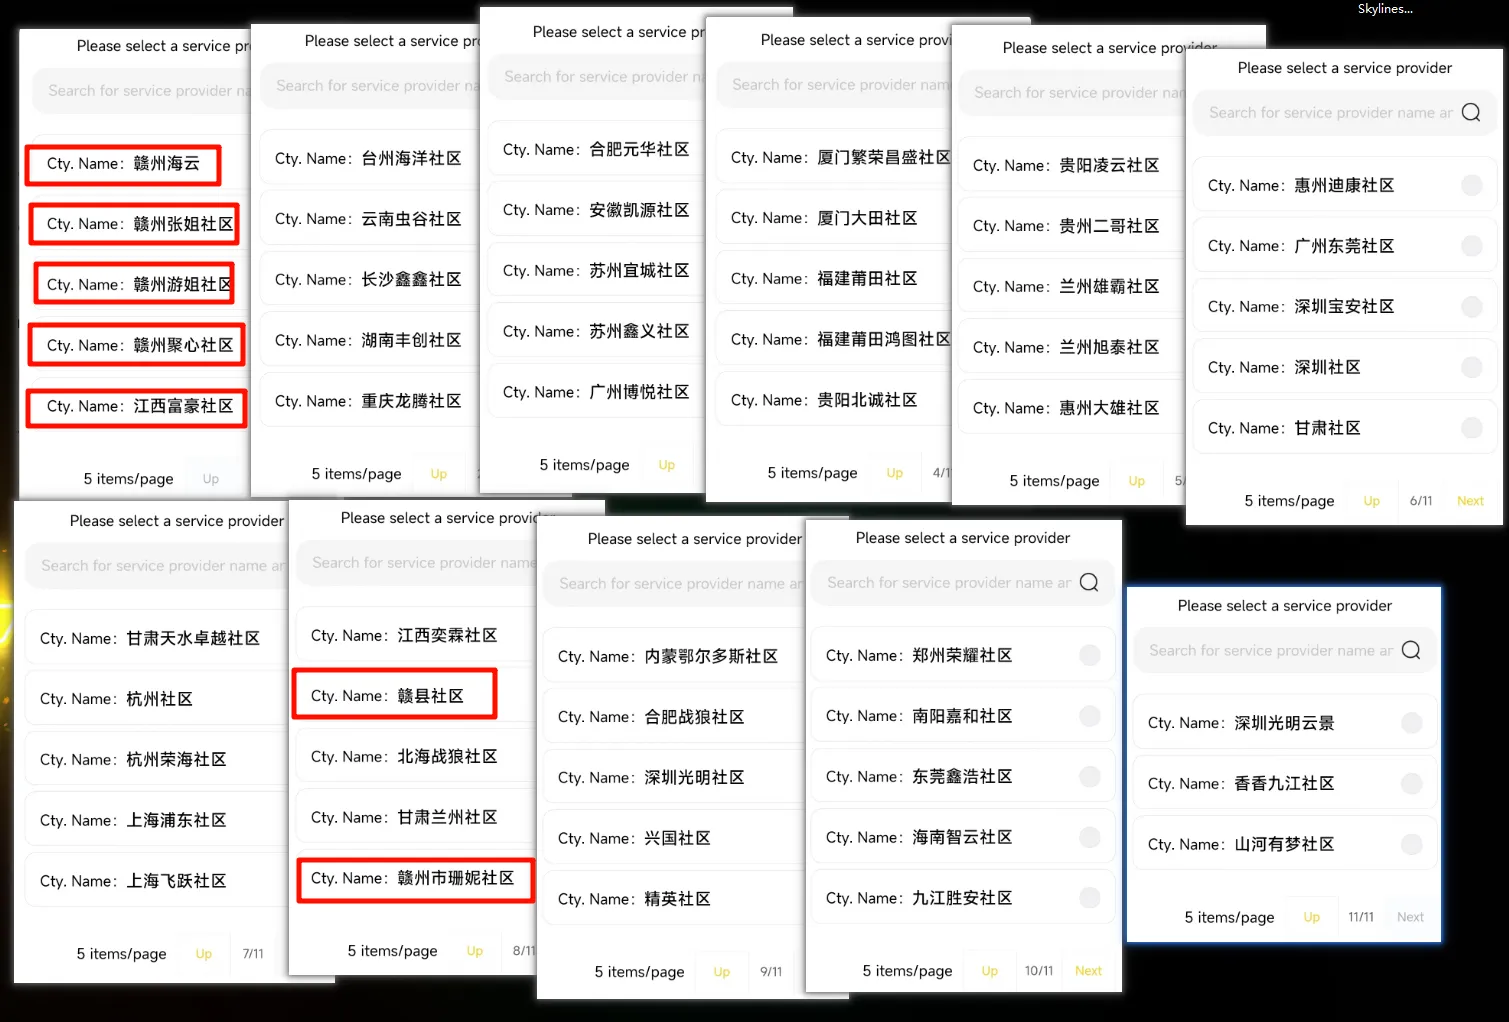 Skylines...
Please select a service pr
Search for service provider na
Cty. Name：赣州海云
Cty. Name：赣州张姐社区
Cty. Name：赣州游姐社区
Cty. Name：赣州聚心社区
Cty. Name：江西富豪社区
5 items/page Up
Please select a service pr
Search for service provider na
Cty. Name：台州海洋社区
Cty. Name：云南虫谷社区
Cty. Name：长沙鑫鑫社区
Cty. Name：湖南丰创社区
Cty. Name：重庆龙腾社区
5 items/page Up
Please select a service pr
Search for service provider na
Cty. Name：合肥元华社区
Cty. Name：安徽凯源社区
Cty. Name：苏州宜城社区
Cty. Name：苏州鑫义社区
Cty. Name：广州博悦社区
5 items/page Up
Please select a service provi
Search for service provider nam
Cty. Name：厦门繁荣昌盛社区
Cty. Name：厦门大田社区
Cty. Name：福建莆田社区
Cty. Name：福建莆田鸿图社区
Cty. Name：贵阳北诚社区
5 items/page Up 4/11
Please select a service provider
Search for service provider nam
Cty. Name：贵阳凌云社区
Cty. Name：贵州二哥社区
Cty. Name：兰州雄霸社区
Cty. Name：兰州旭泰社区
Cty. Name：惠州大雄社区
5 items/page Up 5/
Please select a service provider
Search for service provider name ar
Cty. Name：惠州迪康社区
Cty. Name：广州东莞社区
Cty. Name：深圳宝安社区
Cty. Name：深圳社区
Cty. Name：甘肃社区
5 items/page Up 6/11 Next
Please select a service provider
Search for service provider name ar
Cty. Name：甘肃天水卓越社区
Cty. Name：杭州社区
Cty. Name：杭州荣海社区
Cty. Name：上海浦东社区
Cty. Name：上海飞跃社区
5 items/page Up 7/11
Please select a service provider
Search for service provider name
Cty. Name：江西奕霖社区
Cty. Name：赣县社区
Cty. Name：北海战狼社区
Cty. Name：甘肃兰州社区
Cty. Name：赣州市珊妮社区
5 items/page Up 8/11
Please select a service provider
Search for service provider name ar
Cty. Name：内蒙鄂尔多斯社区
Cty. Name：合肥战狼社区
Cty. Name：深圳光明社区
Cty. Name：兴国社区
Cty. Name：精英社区
5 items/page Up 9/11
Please select a service provider
Search for service provider name ar
Cty. Name：郑州荣耀社区
Cty. Name：南阳嘉和社区
Cty. Name：东莞鑫浩社区
Cty. Name：海南智云社区
Cty. Name：九江胜安社区
5 items/page Up 10/11 Next
Please select a service provider
Search for service provider name ar
Cty. Name：深圳光明云景
Cty. Name：香香九江社区
Cty. Name：山河有梦社区
5 items/page Up 11/11 Next